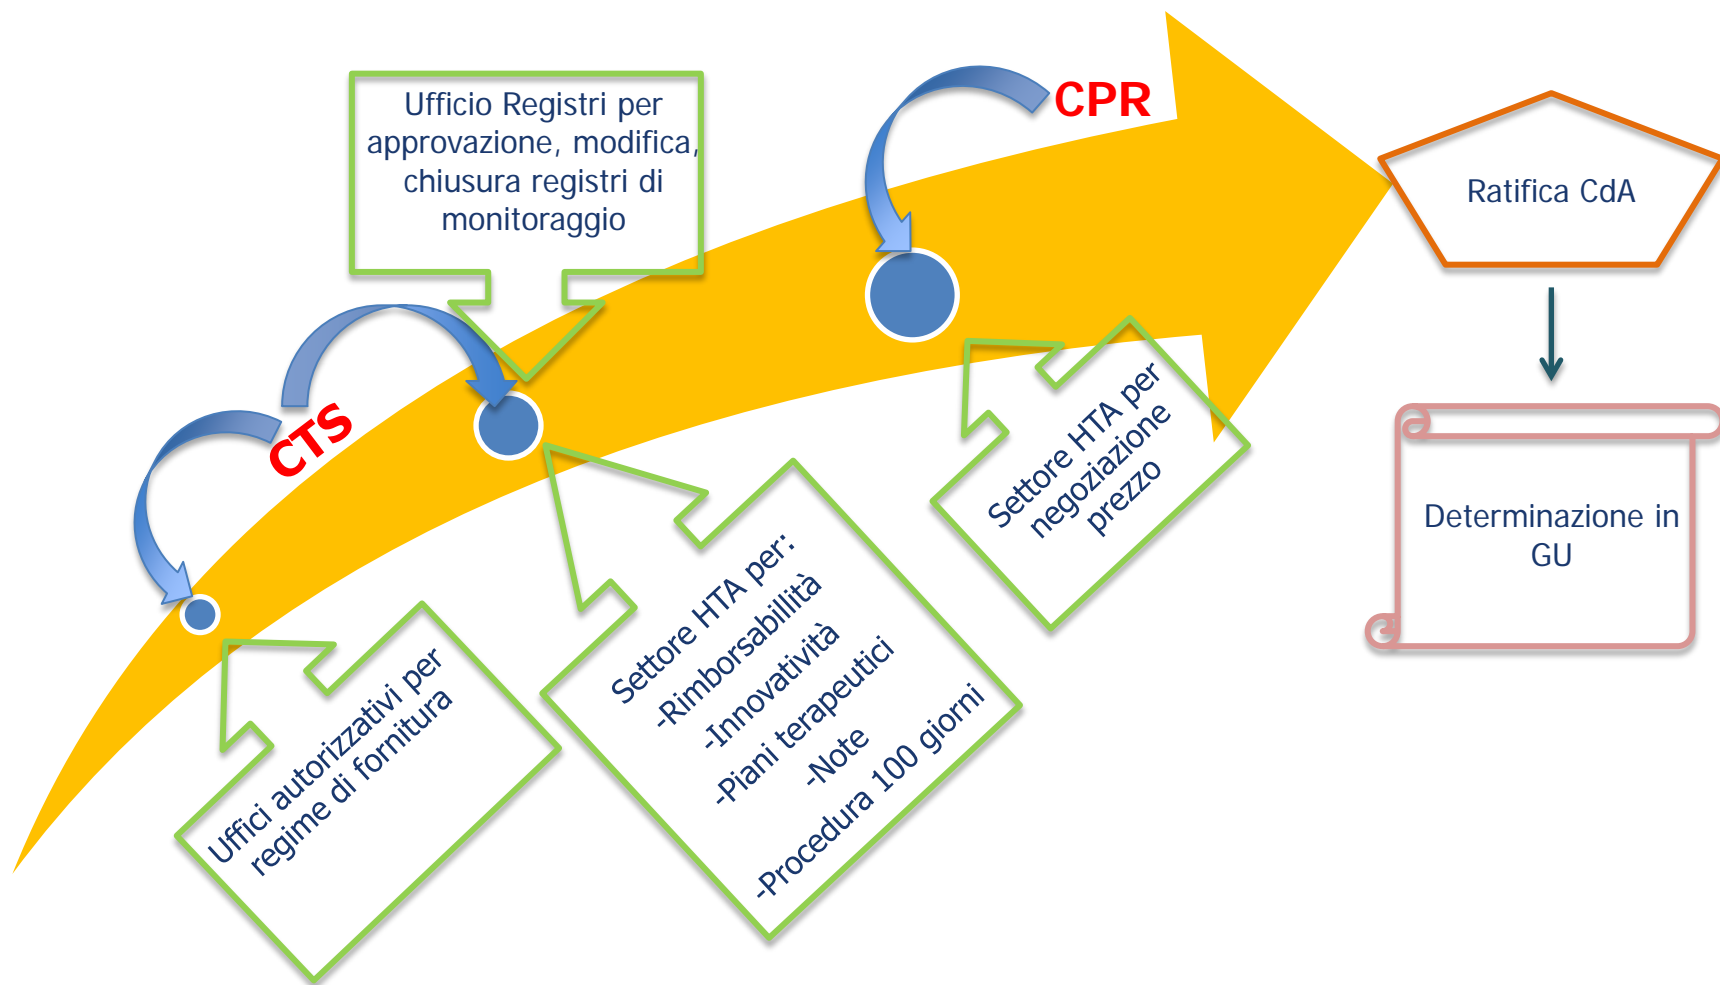 Ufficio Registri per
approvazione, modifica,
chiusura registri di
monitoraggio
CPR
Ratifica CdA
CTS
Settore HTA per
negoziazione
prezzo
Determinazione in
GU
Settore HTA per:
-Rimborsabillità
-Innovatività
-Piani terapeutici
-Note
-Procedura 100 giorni
Uffici autorizzativi per
regime di fornitura